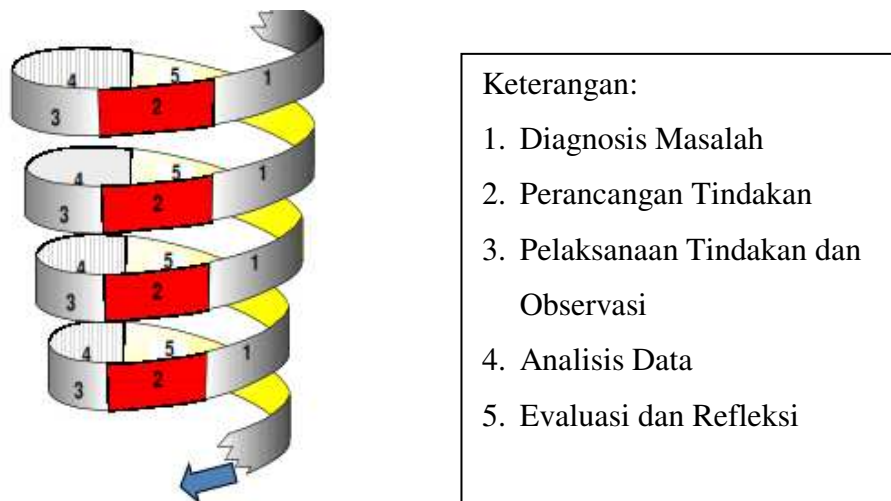 4 5 1
3 2
4 5 1
3 2
4 5 1
3 2
4 5 1
3 2
Keterangan:
1. Diagnosis Masalah
2. Perancangan Tindakan
3. Pelaksanaan Tindakan dan
Observasi
4. Analisis Data
5. Evaluasi dan Refleksi